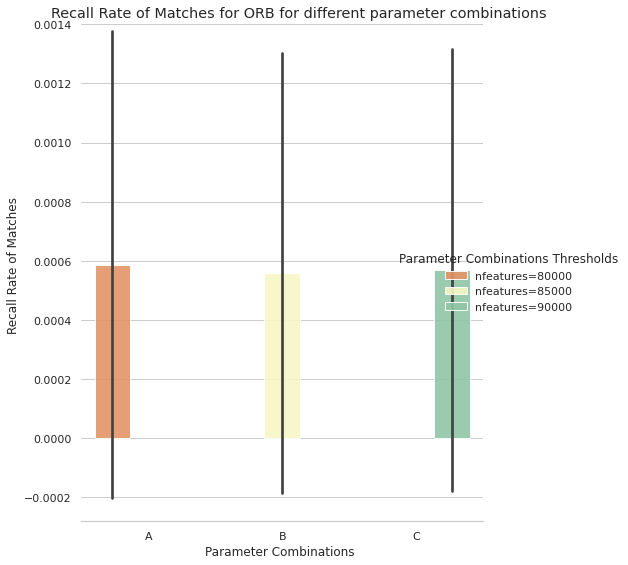 Recall Rate of Matches for ORB for different parameter combinations
0.0014
0.0012
0.0010
0.0008
0.0006
0.0004
0.0002
0.0000
−0.0002
Recall Rate of Matches
A B C
Parameter Combinations
Parameter Combinations Thresholds
nfeatures=80000
nfeatures=85000
nfeatures=90000